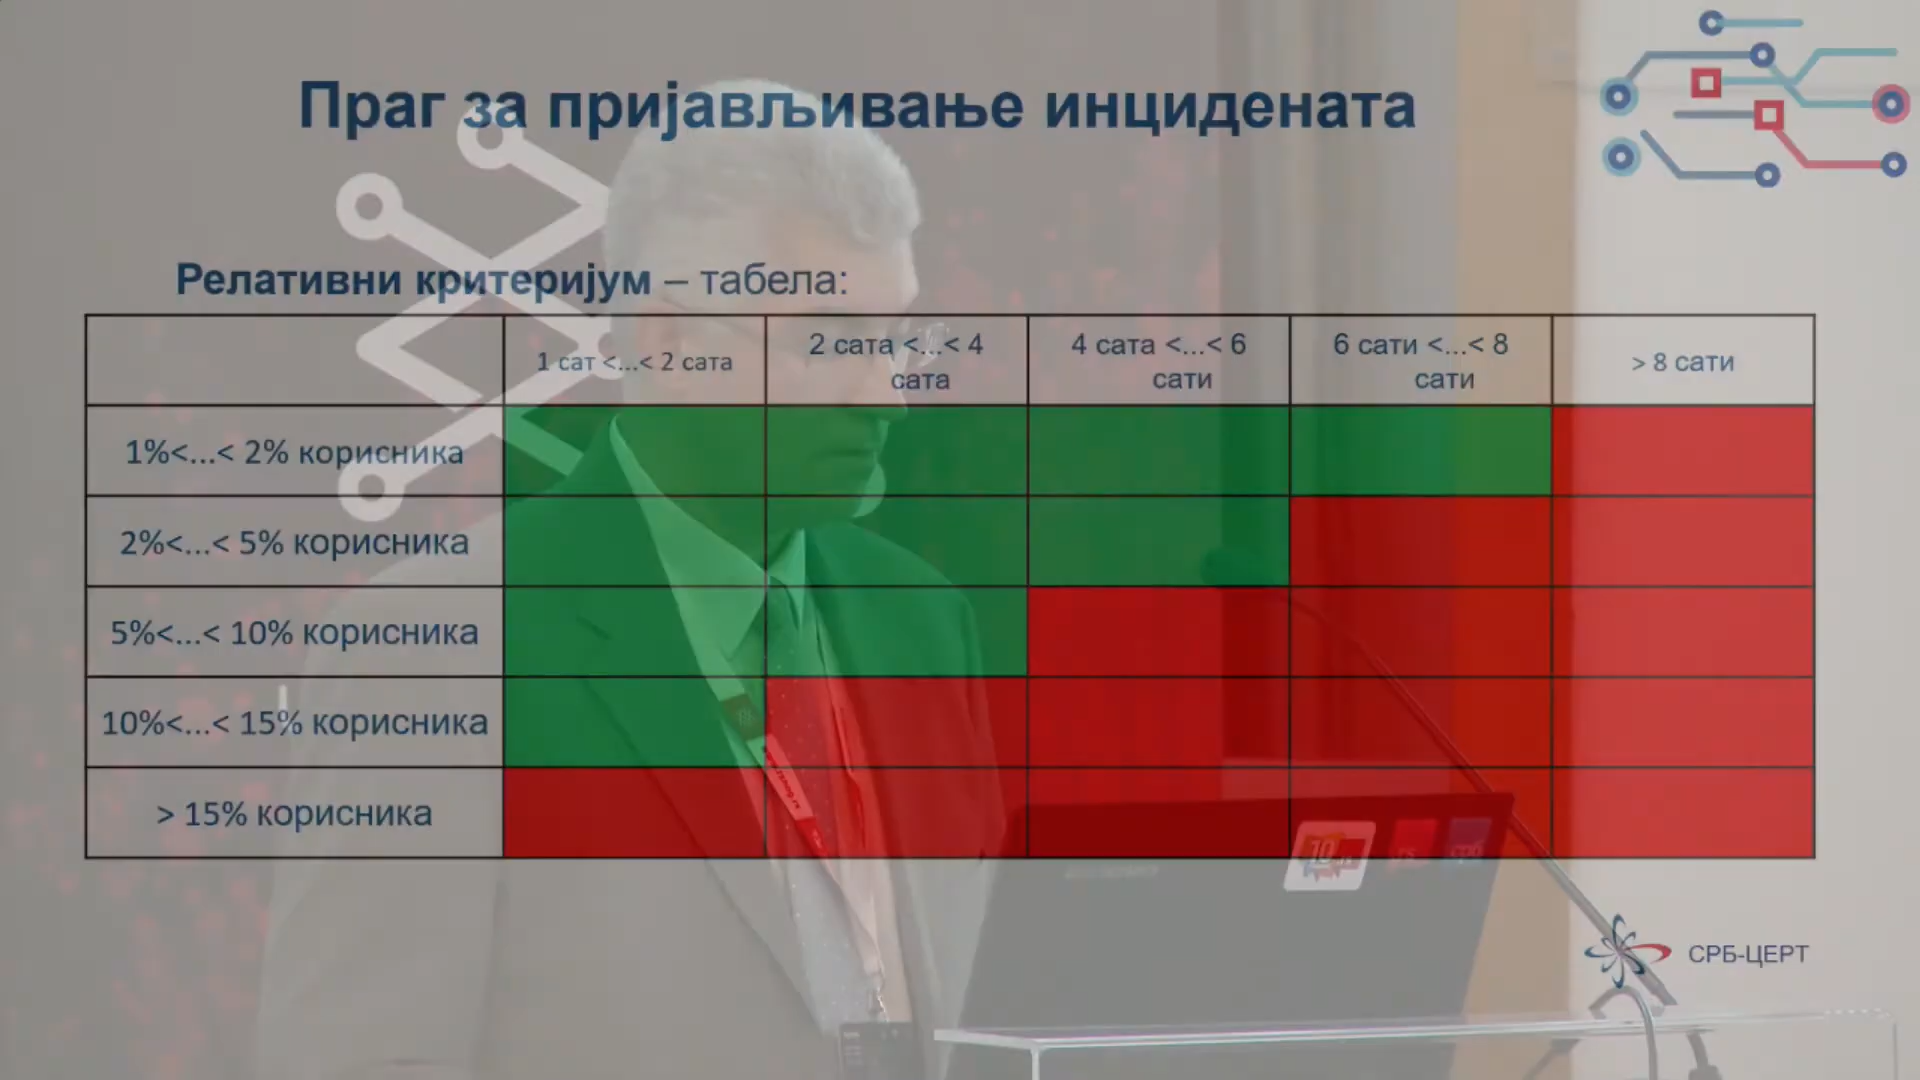 Праг за пријављивање инцидената
Релативни критеријум – табела:
1 сат <...< 2 сата
2 сата <...< 4
сата
4 сата <...< 6
сати
6 сати <...< 8
сати
> 8 сати
1%<...< 2% корисника
2%<...< 5% корисника
5%<...< 10% корисника
10%<...< 15% корисника
> 15% корисника
10
СРБ-ЦЕРТ